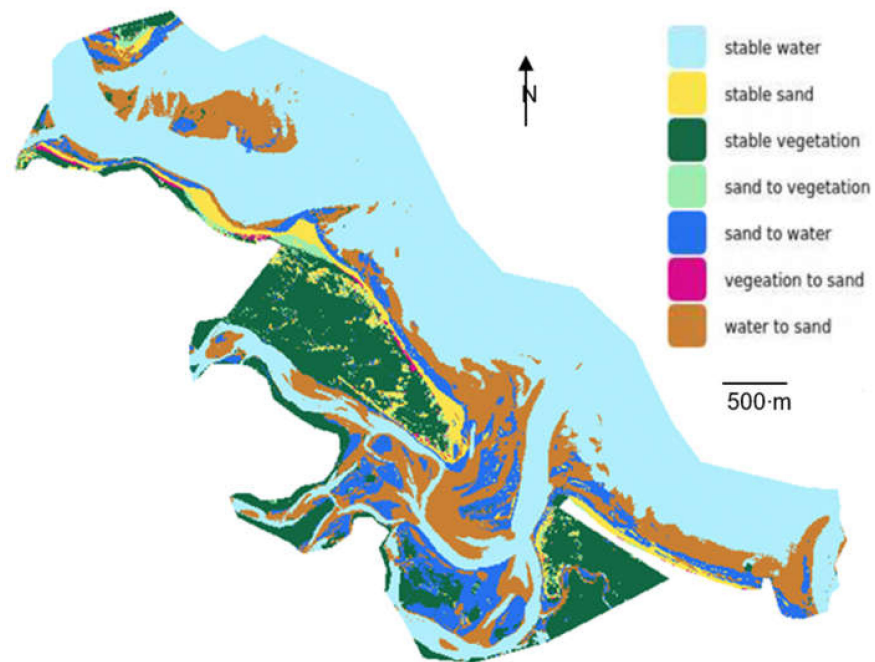 stable water
stable sand
N
stable vegetation
sand to vegetation
sand to water
vegeation to sand
water to sand
500·m